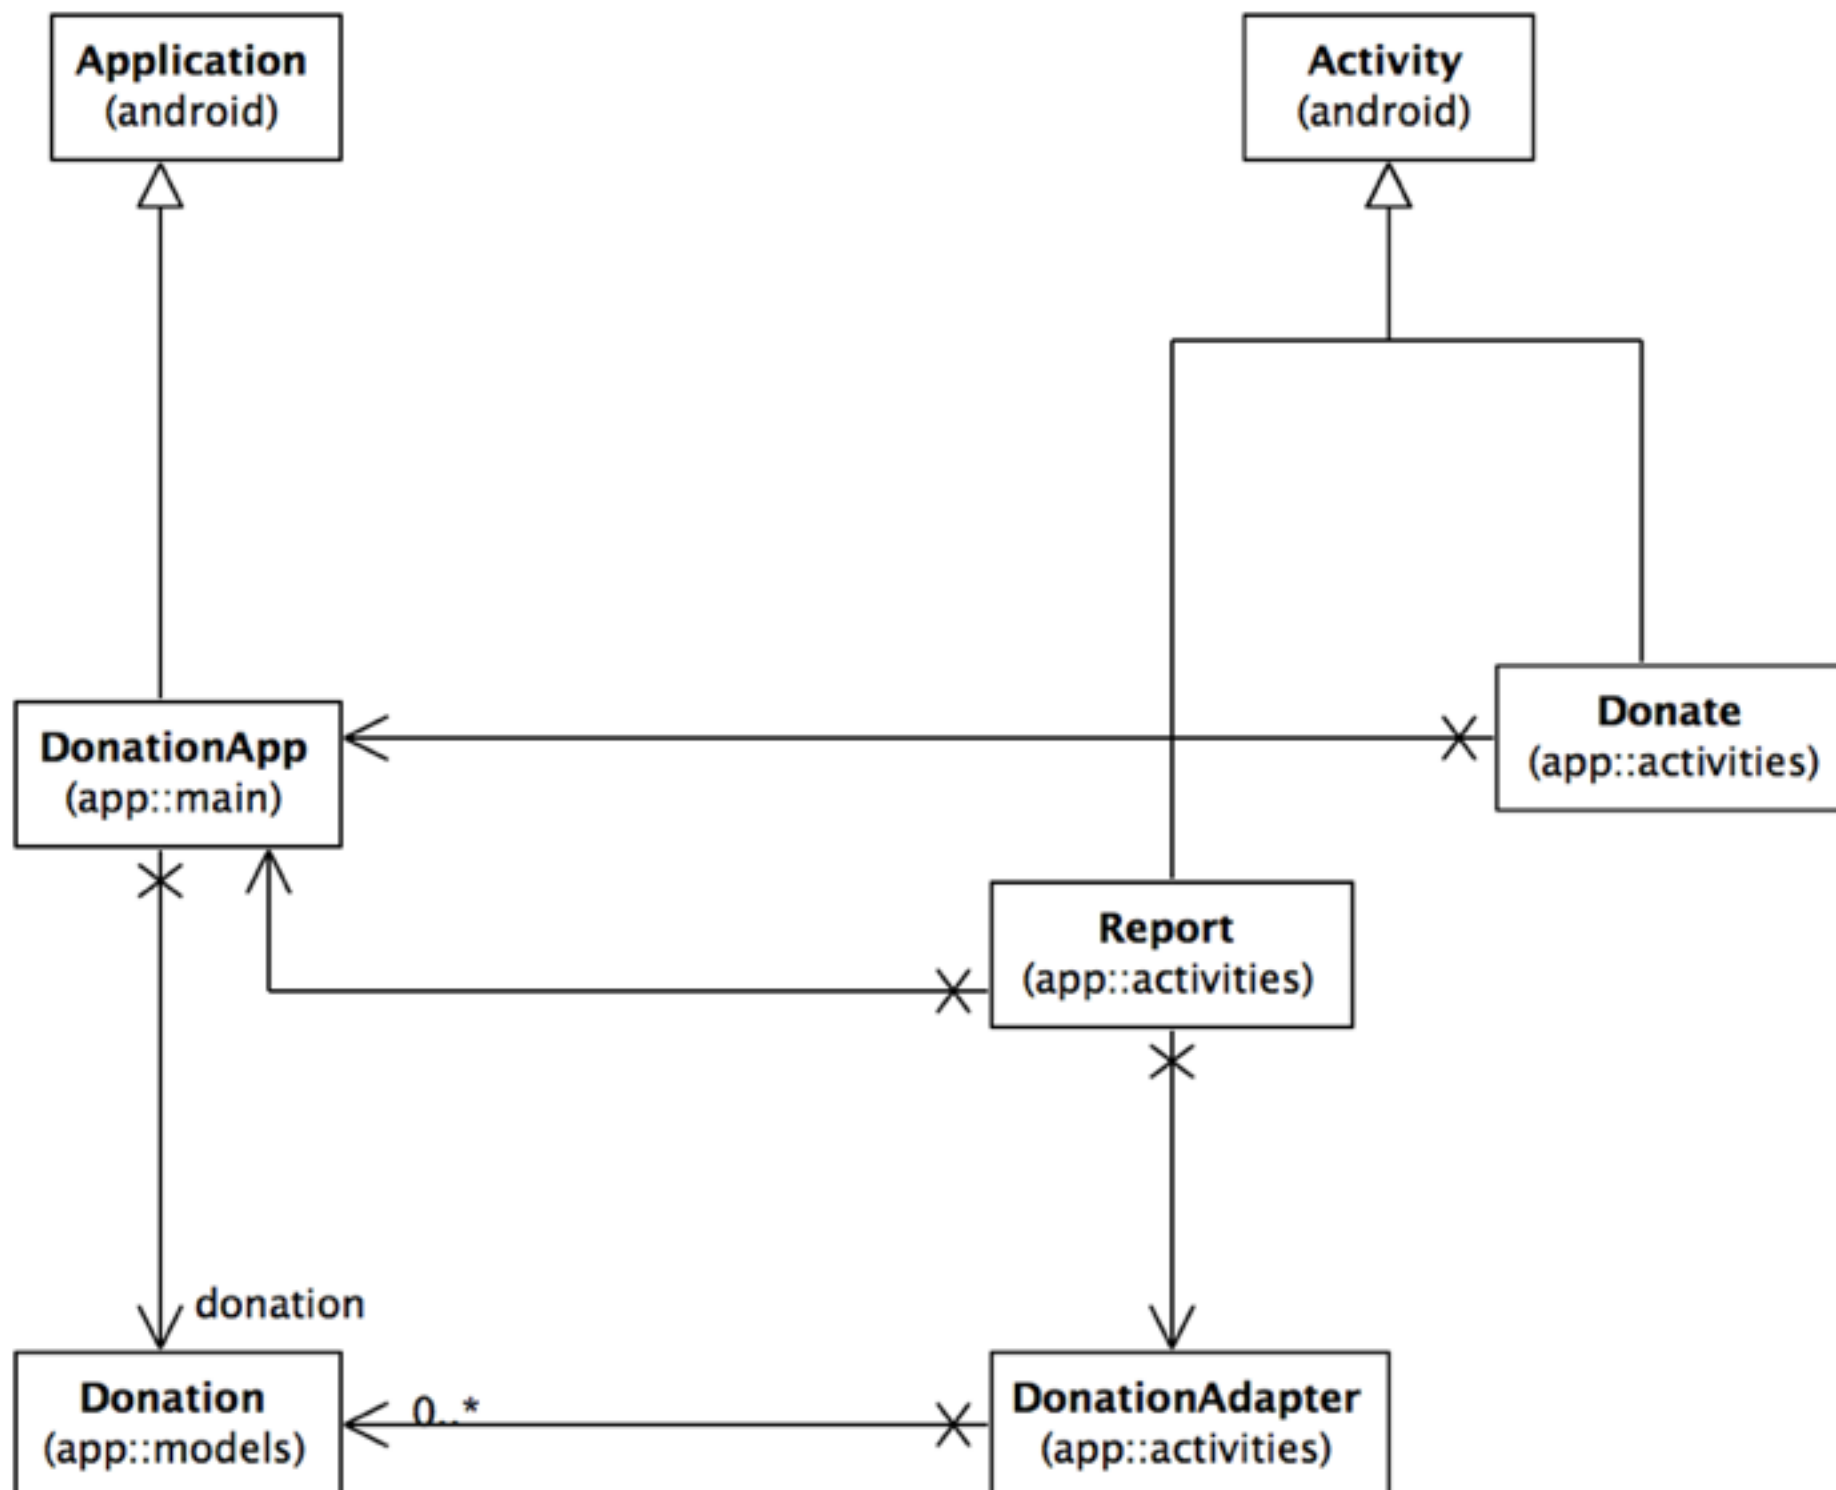 Application
(android)
Activity
(android)
DonationApp
(app::main)
Donate
(app::activities)
Report
(app::activities)
donation
Donation
(app::models)
0..*
DonationAdapter
(app::activities)